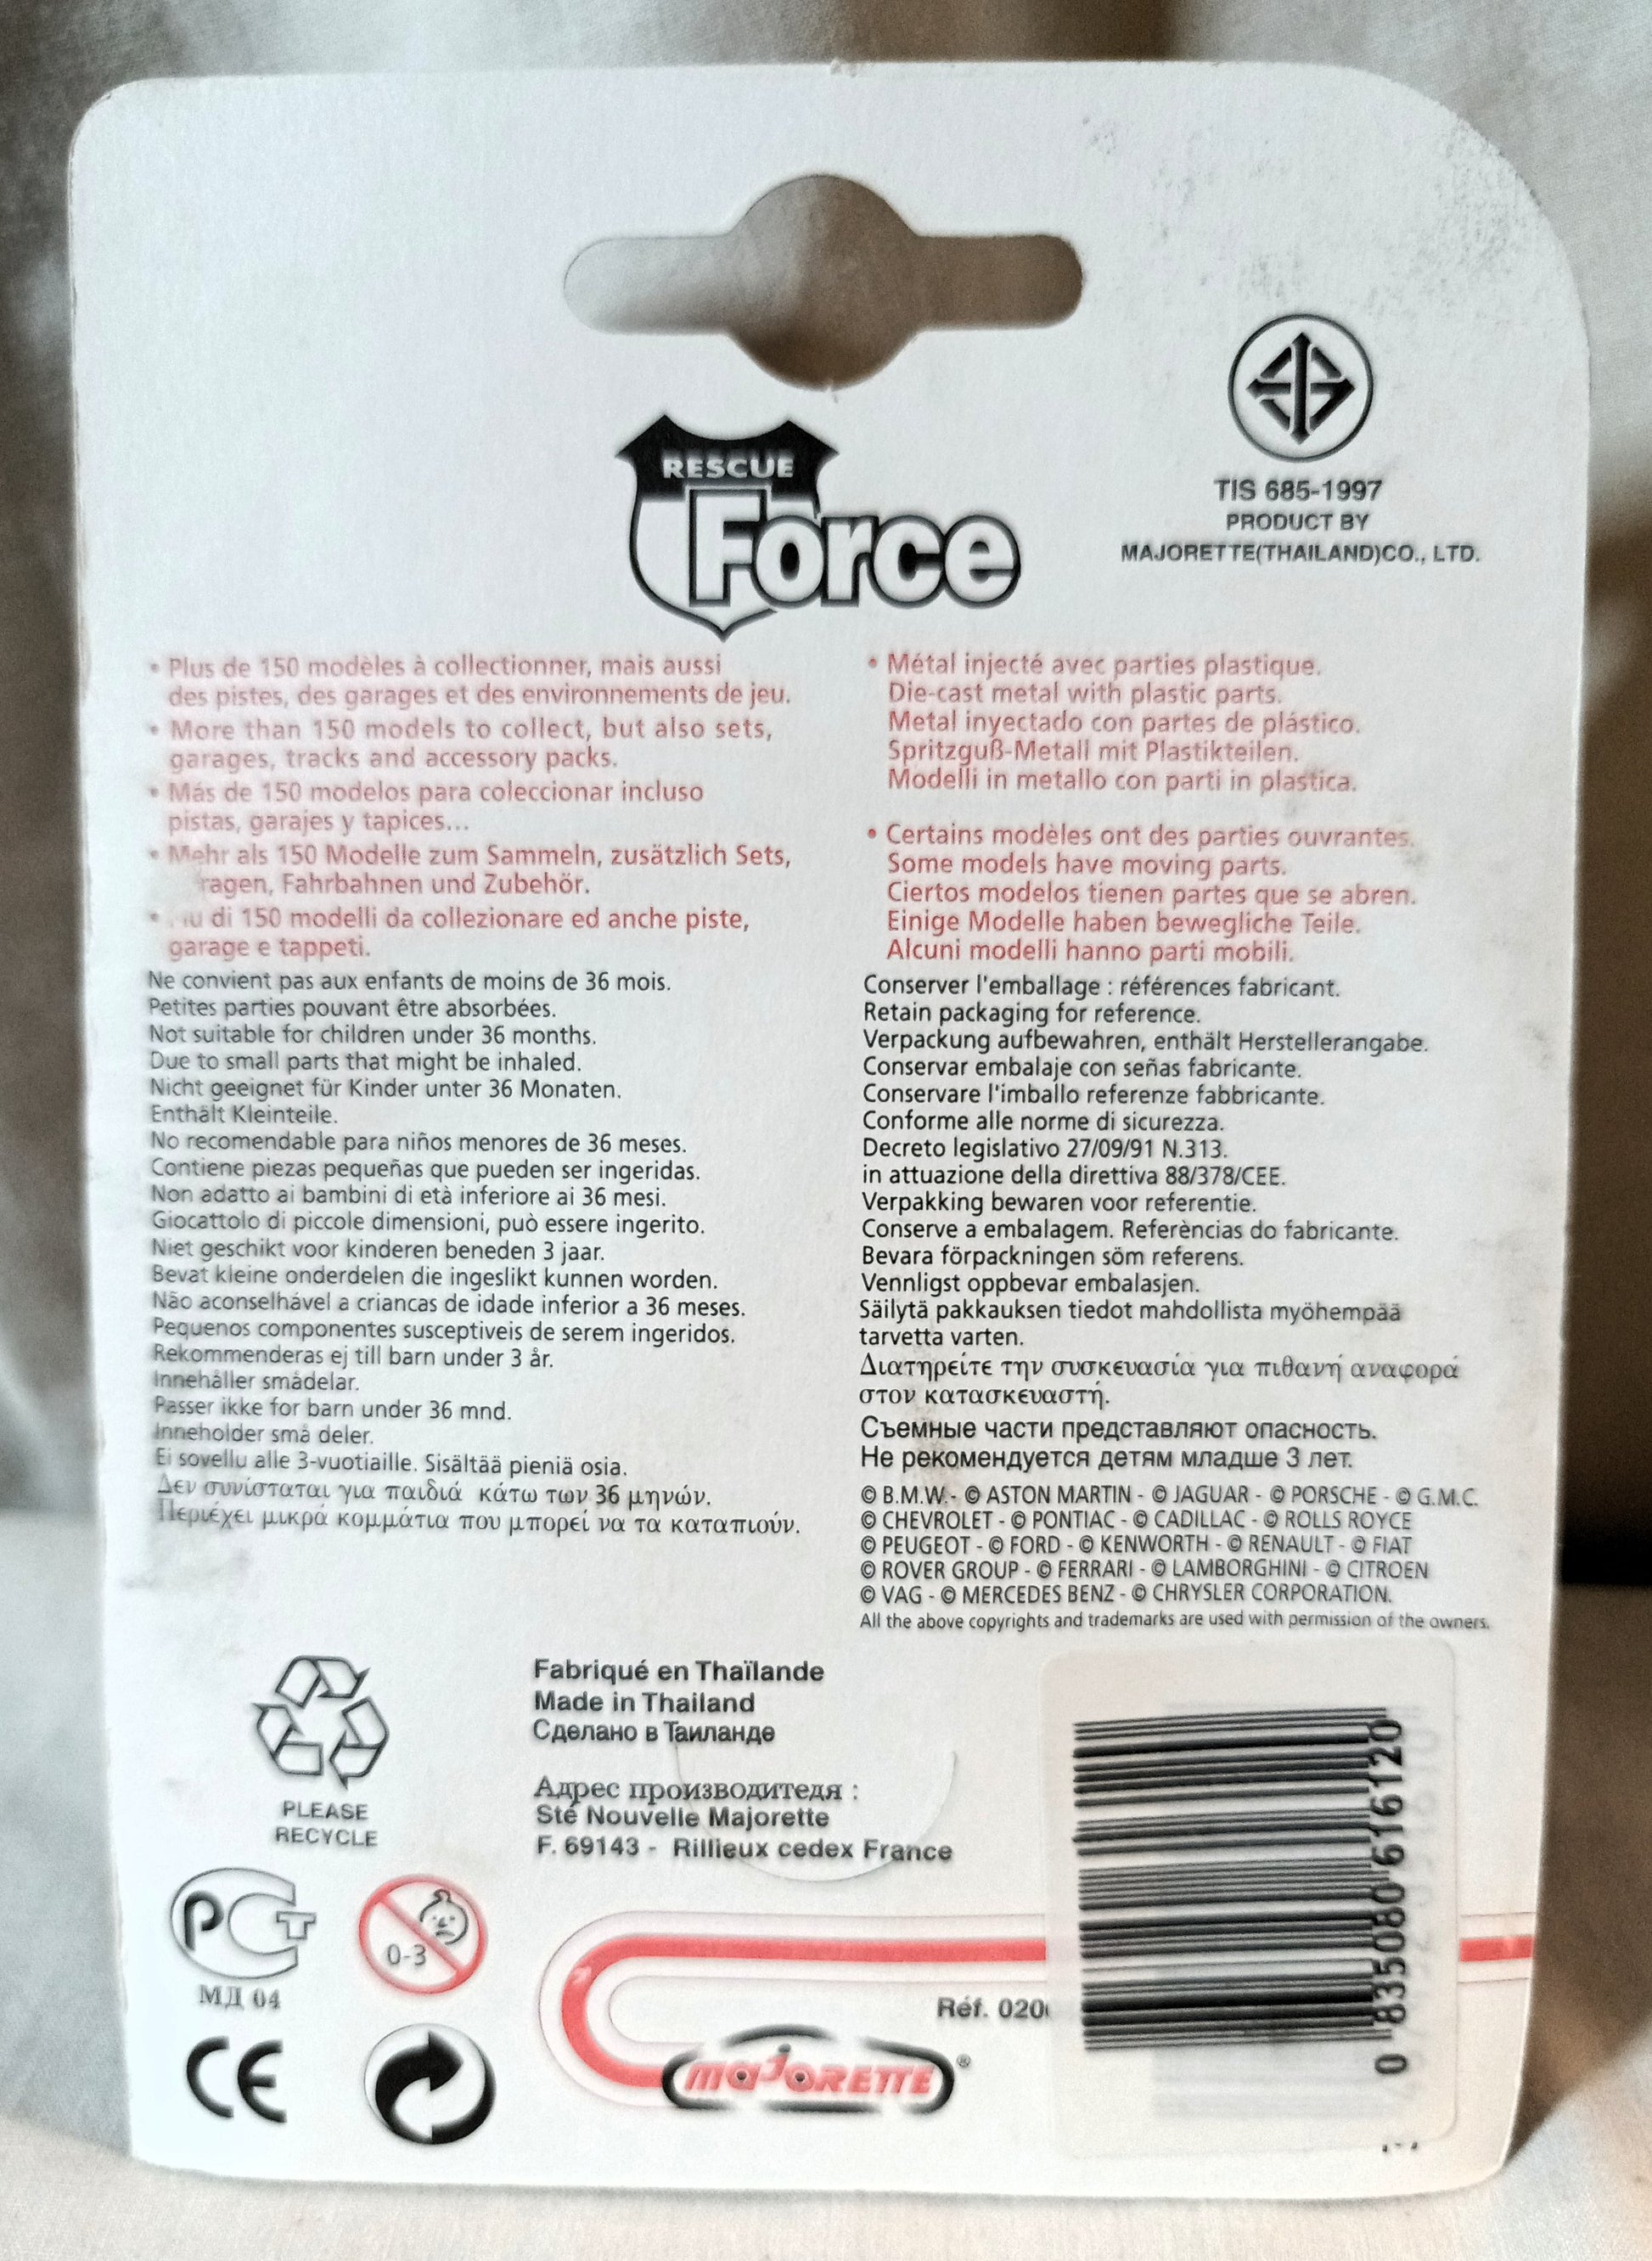 RESCUE
Force
TIS 685-1997
PRODUCT BY
MAJORETTE(THAILAND)CO., LTD.
• Plus de 150 modèles à collectionner, mais aussi
des pistes, des garages et des environnements de jeu.
• More than 150 models to collect, but also sets,
garages, tracks and accessory packs.
• Más de 150 modelos para coleccionar incluso
pistas, garajes y tapices...
• Mehr als 150 Modelle zum Sammeln, zusätzlich Sets,
Fahrbahnen und Zubehör.
• di 150 modelli da collezionare ed anche piste,
garage e tappeti.
Ne convient pas aux enfants de moins de 36 mois.
Petites parties pouvant être absorbées.
Not suitable for children under 36 months.
Due to small parts that might be inhaled.
Nicht geeignet für Kinder unter 36 Monaten.
Enthält Kleinteile.
No recomendable para niños menores de 36 meses.
Contiene piezas pequeñas que pueden ser ingeridas.
Non adatto ai bambini di età inferiore ai 36 mesi.
Giocattolo di piccole dimensioni, può essere ingerito.
Niet geschikt voor kinderen beneden 3 jaar.
Bevat kleine onderdelen die ingeslikt kunnen worden.
Não aconselhável a criancas de idade inferior a 36 meses.
Pequenos componentes susceptiveis de serem ingeridos.
Rekommenderas ej till barn under 3 år.
Innehåller smådelar.
Passer ikke for barn under 36 mnd.
Inneholder små deler.
Ei sovellu alle 3-vuotiaille. Sisältää pieniä osia.
Δεν συνίσταται για παιδιά κάτω των 36 μηνών.
Περιέχει μικρά κομμάτια που μπορεί να τα καταπιούν.
• Métal injecté avec parties plastique.
Die-cast metal with plastic parts.
Metal inyectado con partes de plástico.
Spritzguß-Metall mit Plastikteilen.
Modelli in metallo con parti in plastica.
• Certains modèles ont des parties ouvrantes.
Some models have moving parts.
Ciertos modelos tienen partes que se abren.
Einige Modelle haben bewegliche Teile.
Alcuni modelli hanno parti mobili.
Conserver l'emballage : références fabricant.
Retain packaging for reference.
Verpackung aufbewahren, enthält Herstellerangabe.
Conservar embalaje con señas fabricante.
Conservare l'imballo referenze fabbricante.
Conforme alle norme di sicurezza.
Decreto legislativo 27/09/91 N.313.
in attuazione della direttiva 88/378/CEE.
Verpakking bewaren voor referentie.
Conserve a embalagem. Referèncias do fabricante.
Bevara förpackningen söm referens.
Vennligst oppbevar embalasjen.
Säilytä pakkauksen tiedot mahdollista myöhempää
tarvetta varten.
Διατηρείτε την συσκευασία για πιθανή αναφορά
στον κατασκευαστή.
Съемные части представляют опасность.
Не рекомендуется детям младше 3 лет.
© B.M.W.- © ASTON MARTIN - © JAGUAR - © PORSCHE - © G.M.C.
© CHEVROLET - © PONTIAC - © CADILLAC - © ROLLS ROYCE
© PEUGEOT - © FORD - © KENWORTH - © RENAULT - © FIAT
© ROVER GROUP - © FERRARI - © LAMBORGHINI - © CITROEN
© VAG - © MERCEDES BENZ - © CHRYSLER CORPORATION.
All the above copyrights and trademarks are used with permission of the owners.
PLEASE
RECYCLE
Fabriqué en Thaïlande
Made in Thailand
Сделано в Таиланде
Адрес производителя :
Sté Nouvelle Majorette
F. 69143 - Rillieux cedex France
РСТ
МД 04
0-3
CE
Réf. 020
MAJORETTE®
0 835080 616120